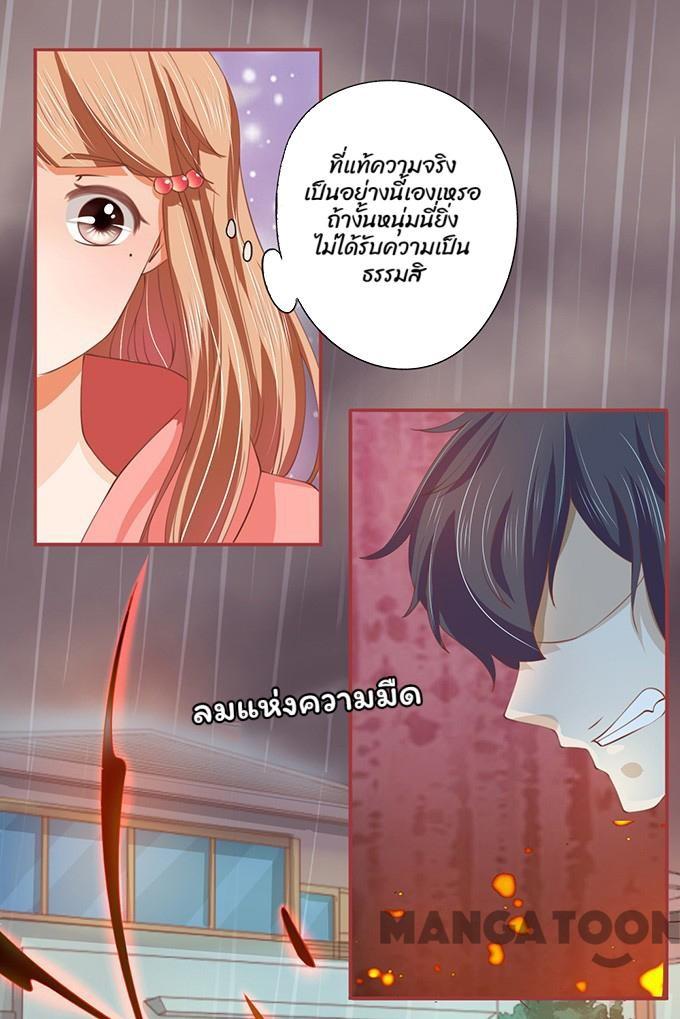 ที่แท้ความจริง
เป็นอย่างนี้เองเหรอ
ถ้างั้นหนุ่มนี่ยิ่ง
ไม่ได้รับความเป็น
ธรรมสิ
ลมแห่งความมืด
MANGATOON